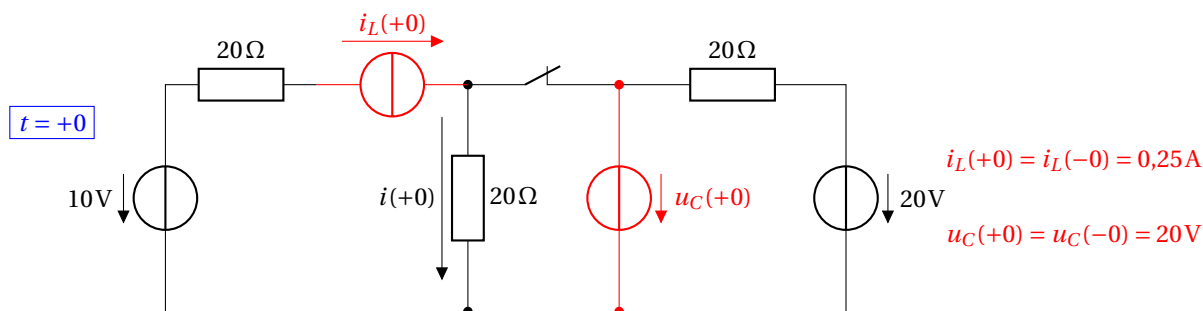 i_L(+0)
20Ω
20Ω
t = +0
i_L(+0) = i_L(−0) = 0,25A
10V
i(+0)
20Ω
u_C(+0)
20V
u_C(+0) = u_C(−0) = 20V